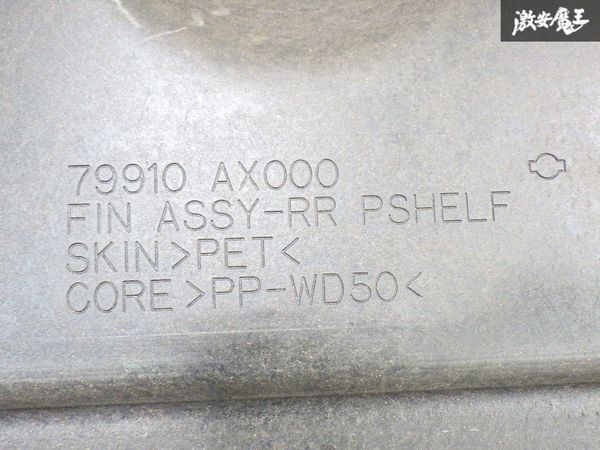 激安魔王
79910 AX000
FIN ASSY-RR PSHELF
SKIN>PET<
CORE>PP-WD50<